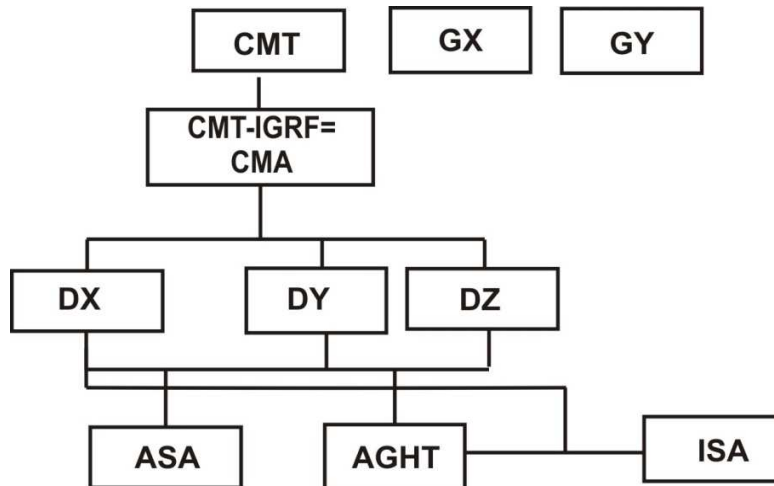 CMT
GX
GY
CMT-IGRF=
CMA
DX
DY
DZ
ASA
AGHT
ISA